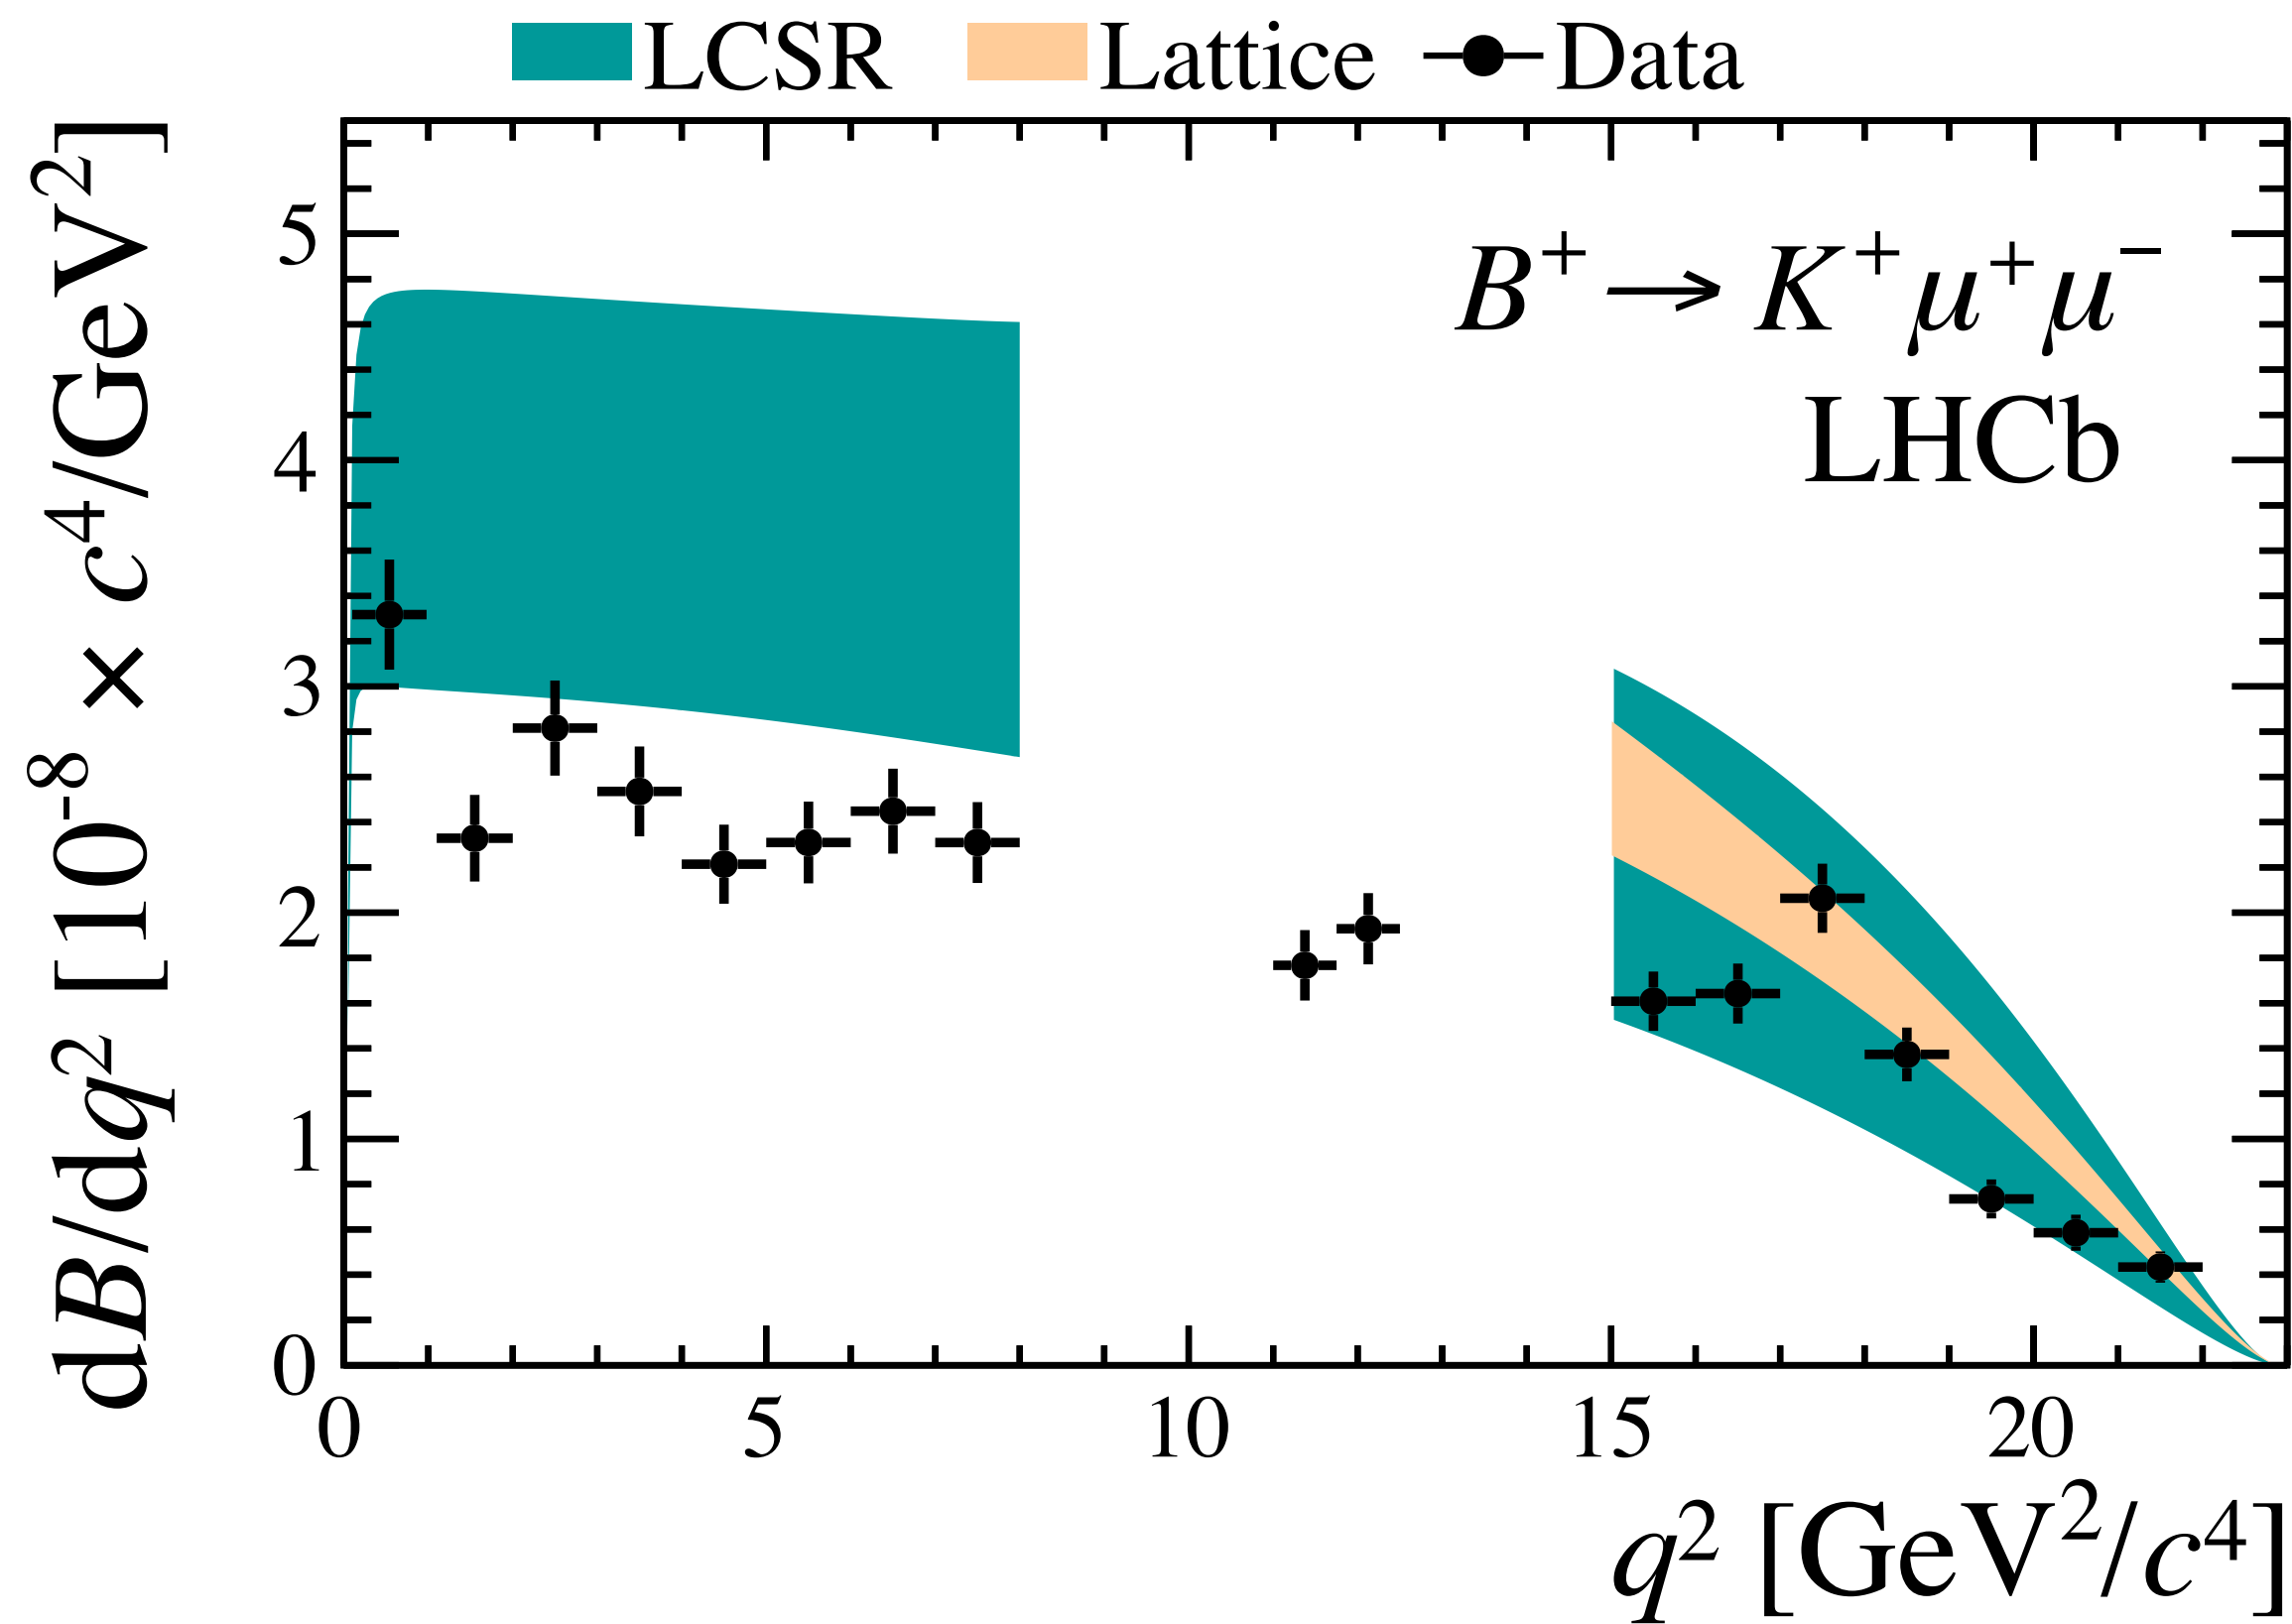 LCSR Lattice Data
dB/dq² [10⁻⁸ × c⁴/GeV²]
B⁺ → K⁺μ⁺μ⁻
LHCb
5
4
3
2
1
0
0 5 10 15 20
q² [GeV²/c⁴]